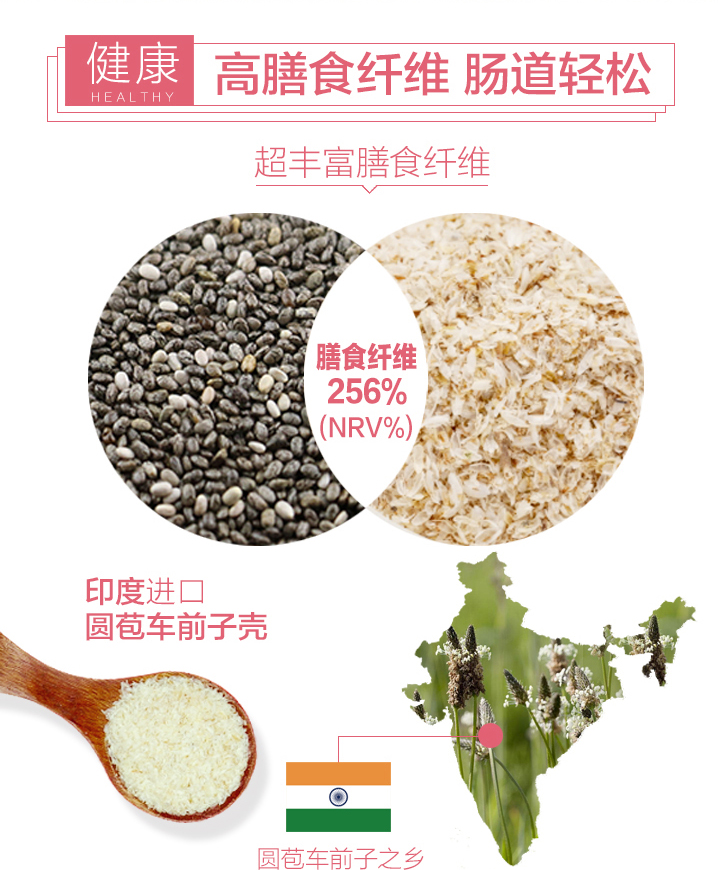 健康
HEALTHY
高膳食纤维 肠道轻松
超丰富膳食纤维
膳食纤维
256%
(NRV%)
印度进口
圆苞车前子壳
圆苞车前子之乡